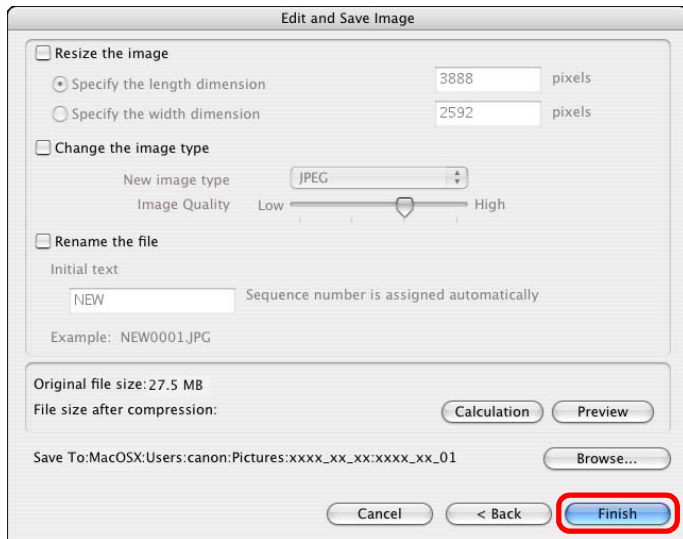 Edit and Save Image
Resize the image
Specify the length dimension 3888 pixels
Specify the width dimension 2592 pixels
Change the image type
New image type JPEG
Image Quality Low High
Rename the file
Initial text
NEW Sequence number is assigned automatically
Example: NEW0001.JPG
Original file size:27.5 MB
File size after compression: Calculation Preview
Save To:MacOSX:Users:canon:Pictures:xxxx_xx_xx:xxxx_xx_01 Browse...
Cancel < Back Finish